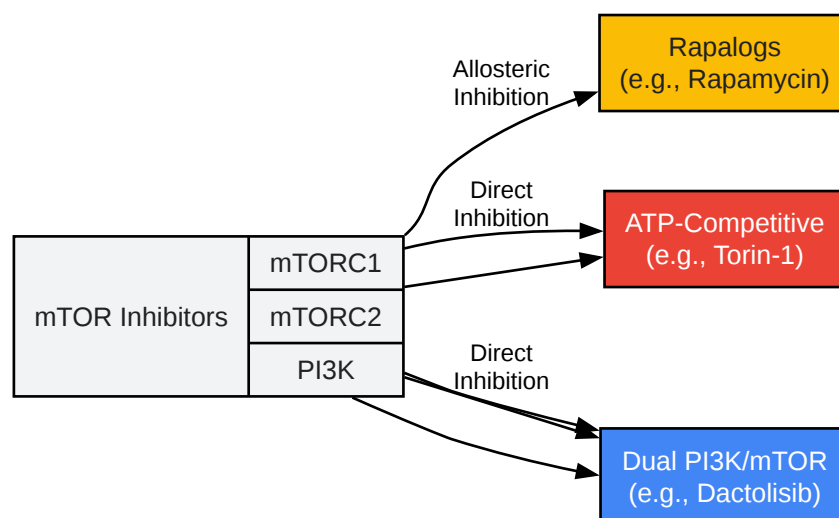 Rapalogs
(e.g., Rapamycin)
Allosteric
Inhibition
Direct
Inhibition
ATP-Competitive
(e.g., Torin-1)
mTOR Inhibitors
mTORC1
mTORC2
PI3K
Direct
Inhibition
Dual PI3K/mTOR
(e.g., Dactolisib)